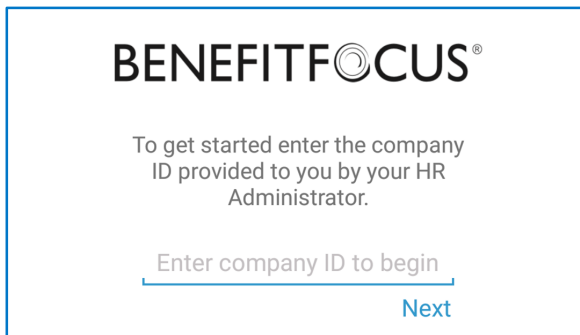 BENEFITFOCUS®
To get started enter the company
ID provided to you by your HR
Administrator.
Enter company ID to begin
Next